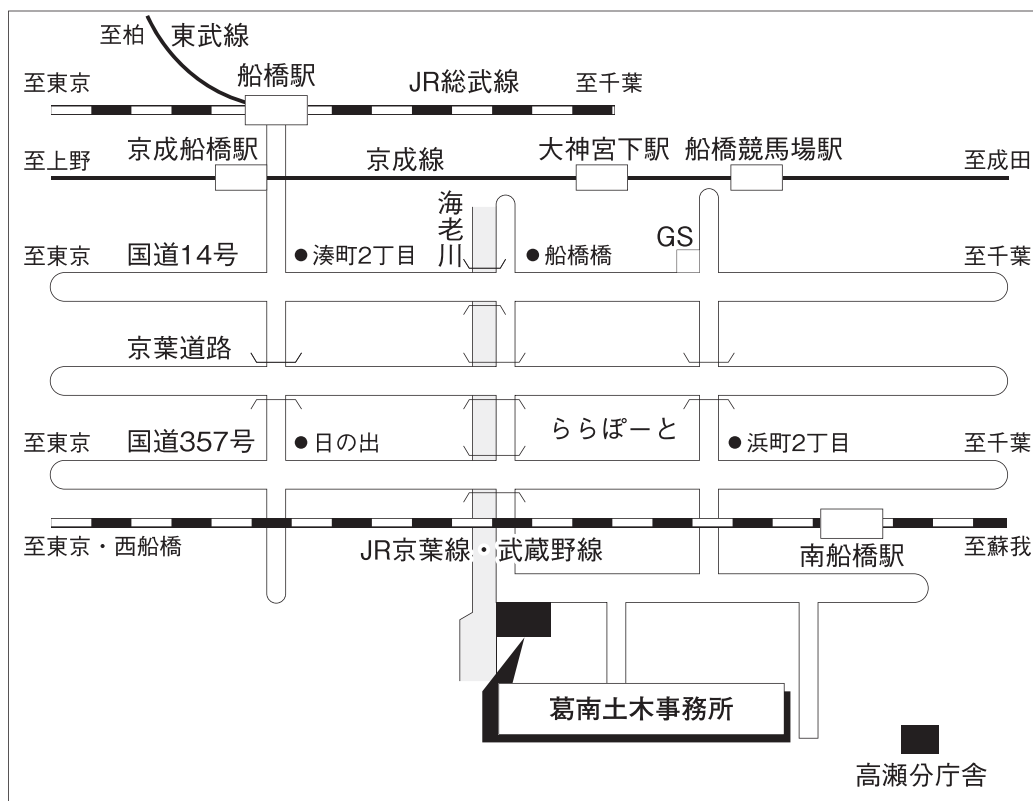 至柏
東武線
船橋駅
至東京
JR総武線
至千葉
至上野
京成船橋駅
京成線
大神宮下駅
船橋競馬場駅
至成田
海老川
至東京
国道14号
湊町2丁目
船橋橋
GS
至千葉
京葉道路
至東京
国道357号
日の出
ららぽーと
浜町2丁目
至千葉
至東京・西船橋
JR京葉線・武蔵野線
南船橋駅
至蘇我
葛南土木事務所
高瀬分庁舎